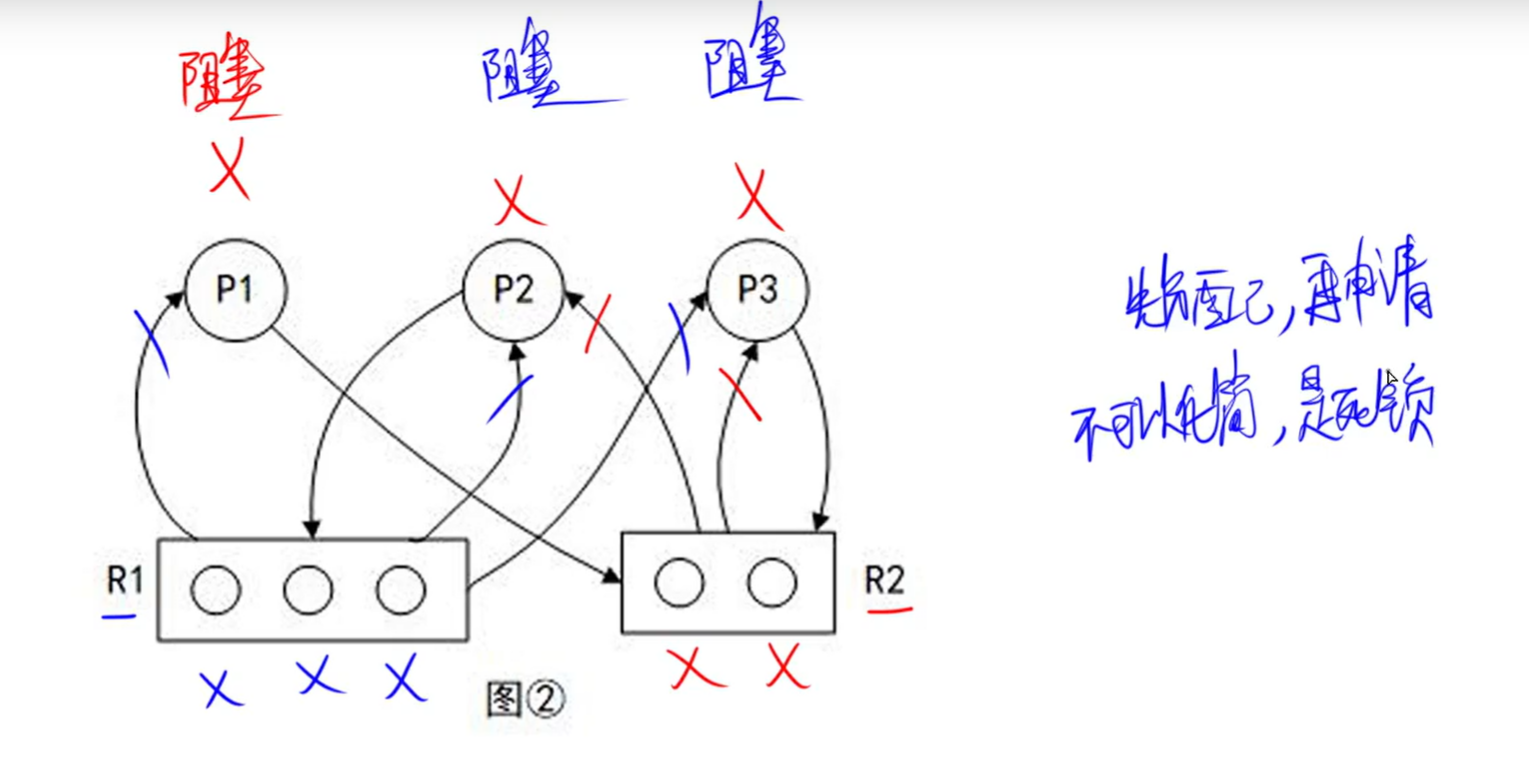 阻塞 阻塞 阻塞
X
X X
P1 P2 P3
先分配,再申请
不可以化简,是死锁
R1 R2
X X X X X
图②